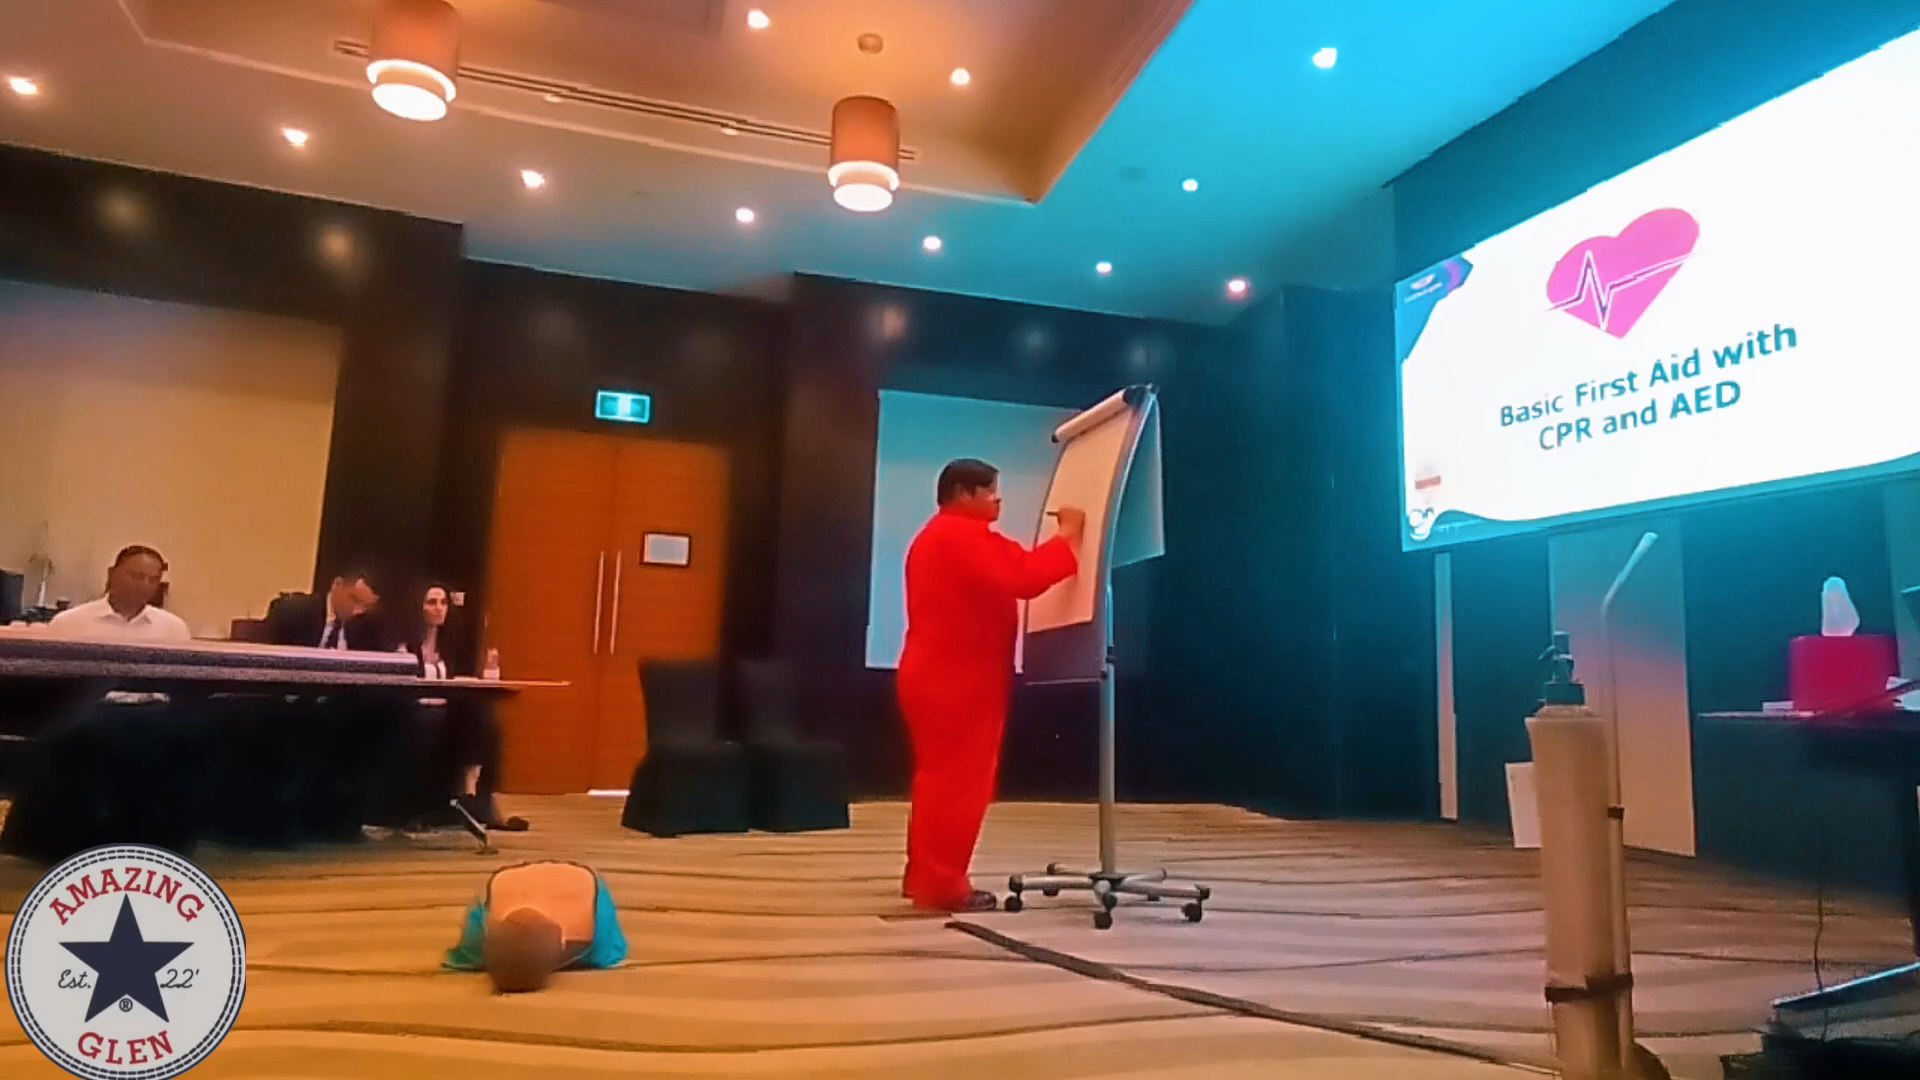 Basic First Aid with
CPR and AED
AMAZING
Est. 22'
®
GLEN